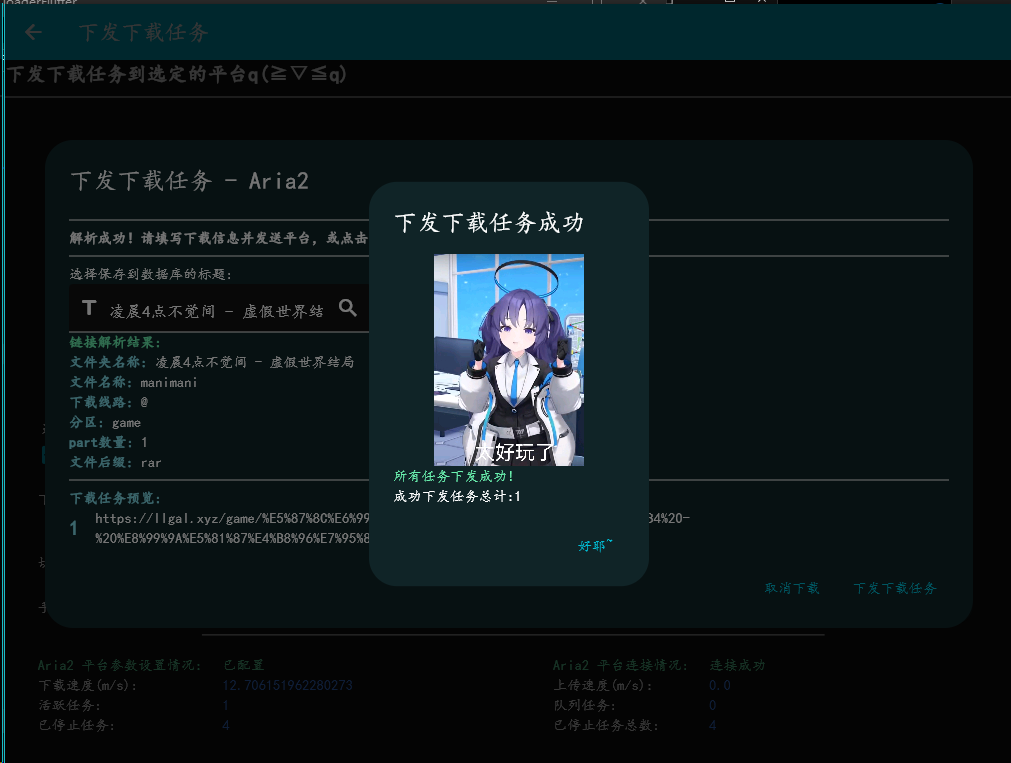 下发下载任务
下发下载任务到选定的平台q(≧▽≦q)
下发下载任务 - Aria2
解析成功! 请填写下载信息并发送平台, 或点击
选择保存到数据库的标题:
T 凌晨4点不觉间 - 虚假世界结
链接解析结果:
文件夹名称: 凌晨4点不觉间 - 虚假世界结局
文件名称: manimani
下载线路: @
分区: game
part数量: 1
文件后缀: rar
下载任务预览:
1 https://llgal.xyz/game/%E5%87%8C%E6%99
%20%E8%99%9A%E5%81%87%E4%B8%96%E7%95%8
下发下载任务成功
太好玩了
所有任务下发成功!
成功下发任务总计:1
好耶~
取消下载 下发下载任务
Aria2 平台参数设置情况: 已配置
下载速度(m/s): 12.706151962280273
活跃任务: 1
已停止任务: 4
Aria2 平台连接情况: 连接成功
上传速度(m/s): 0.0
队列任务: 0
已停止任务总数: 4